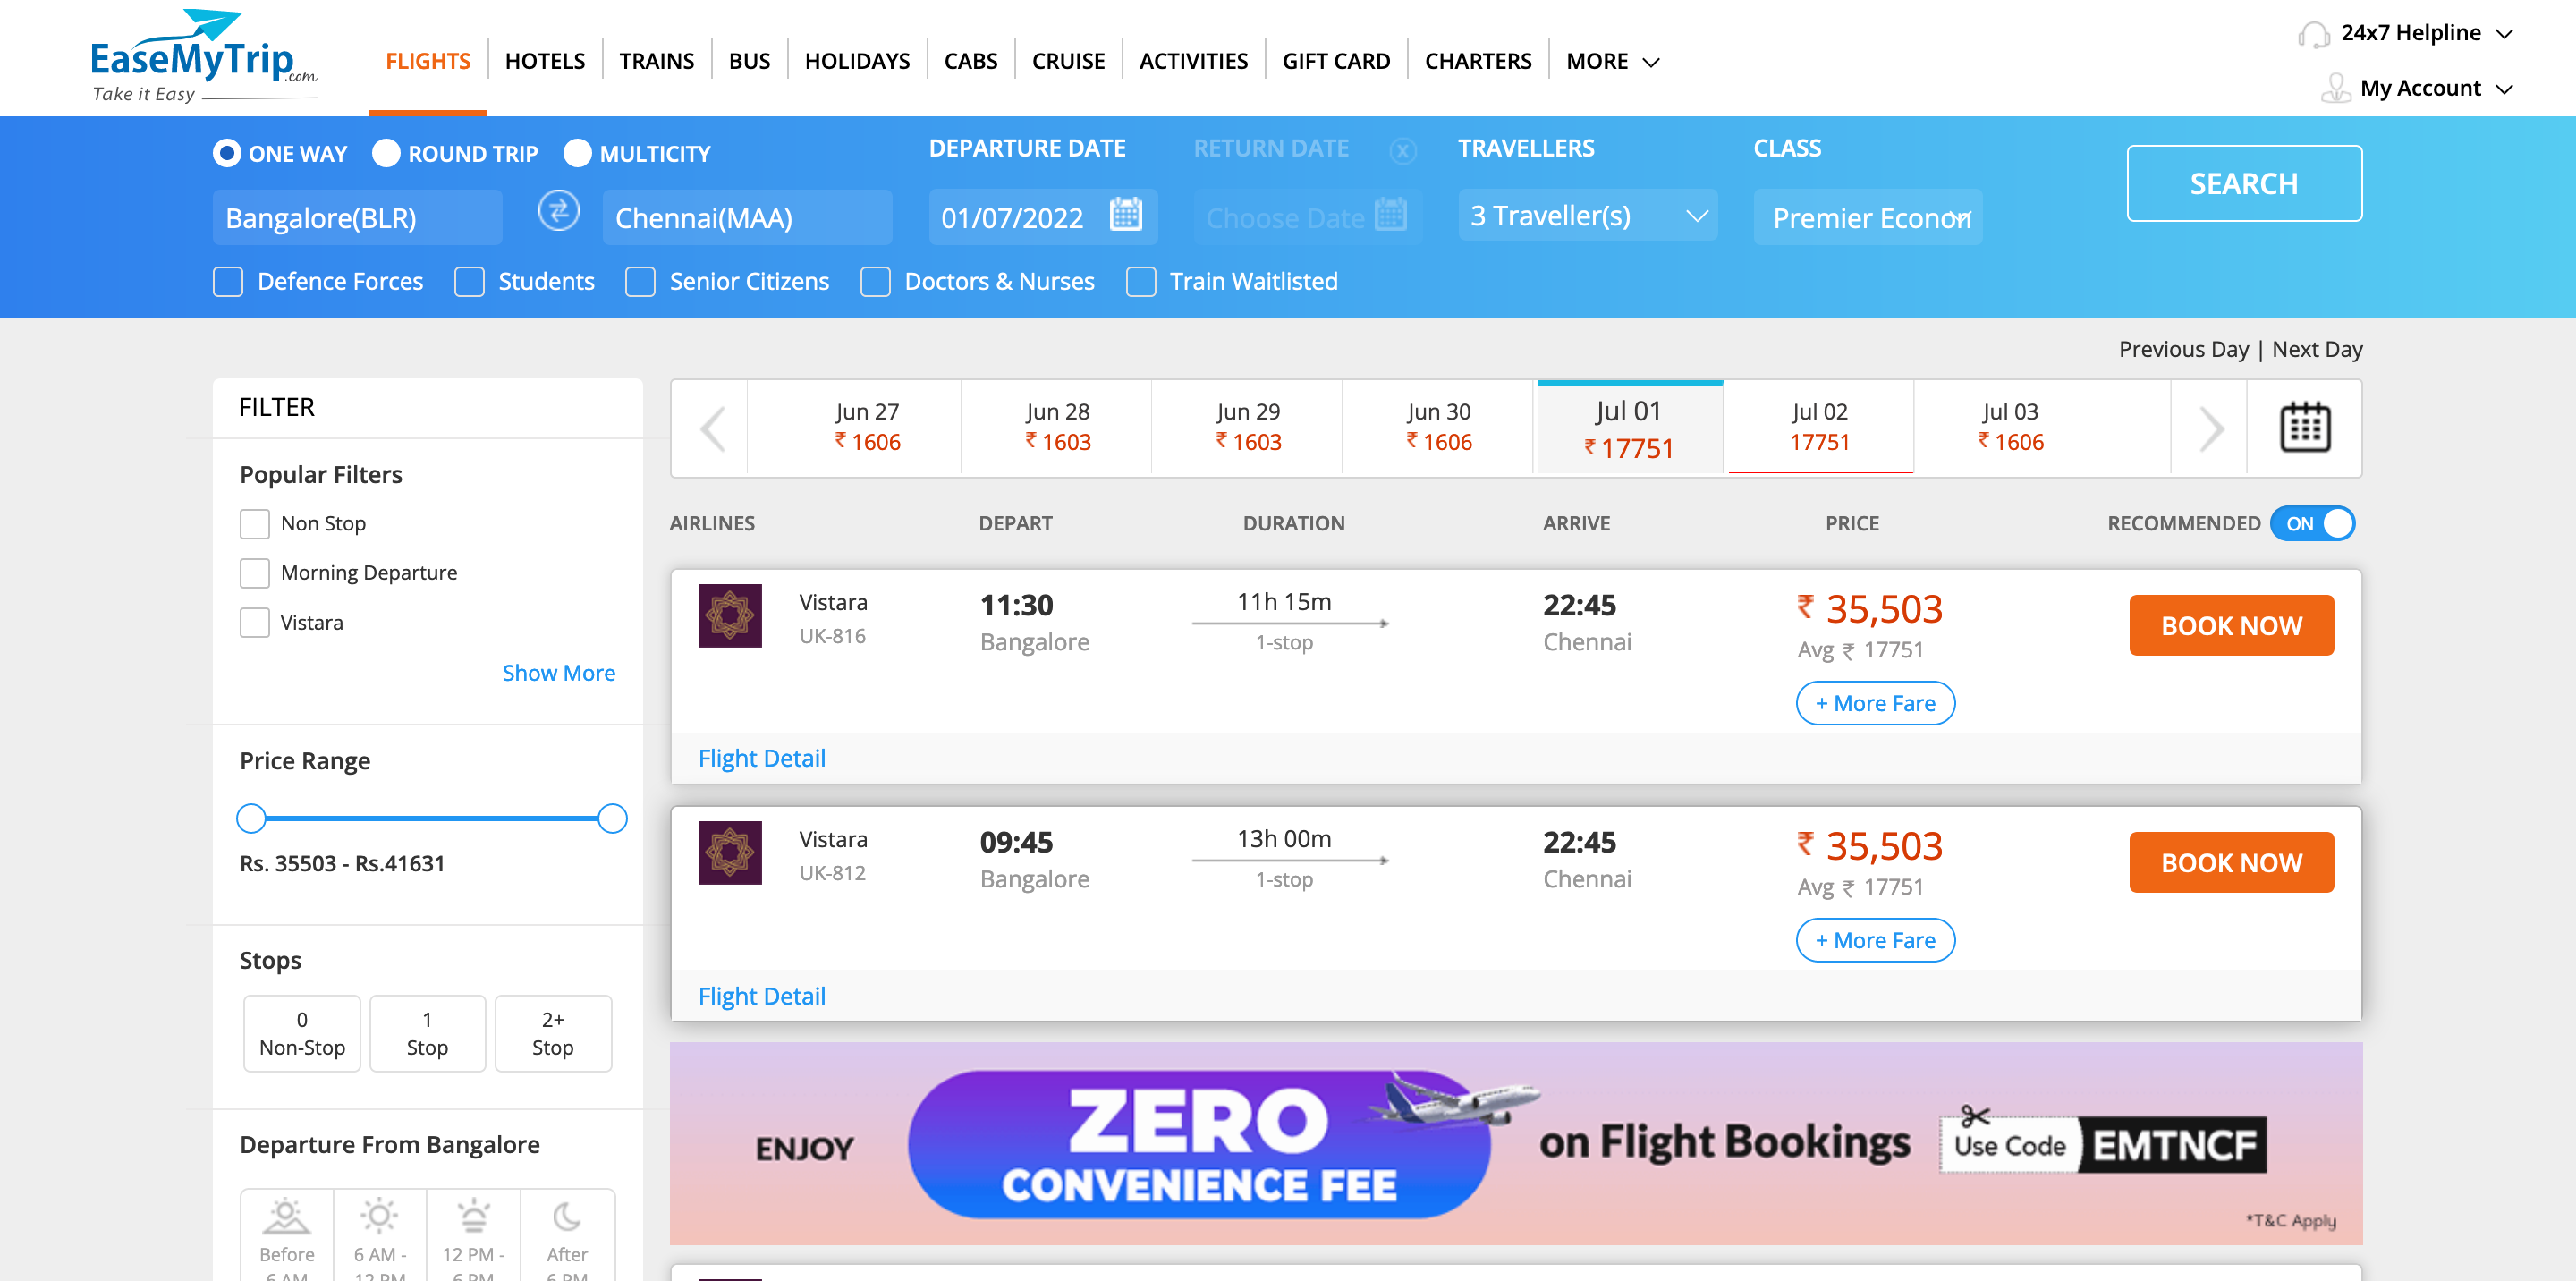 EaseMyTrip.com
Take it Easy
FLIGHTS HOTELS TRAINS BUS HOLIDAYS CABS CRUISE ACTIVITIES GIFT CARD CHARTERS MORE
24x7 Helpline
My Account
ONE WAY ROUND TRIP MULTICITY
DEPARTURE DATE RETURN DATE X TRAVELLERS CLASS
SEARCH
Bangalore(BLR) Chennai(MAA) 01/07/2022 Choose Date 3 Traveller(s) Premier Econom
Defence Forces Students Senior Citizens Doctors & Nurses Train Waitlisted
Previous Day | Next Day
FILTER
Popular Filters
Non Stop
Morning Departure
Vistara
Show More
Price Range
Rs. 35503 - Rs.41631
Stops
0 Non-Stop
1 Stop
2+ Stop
Departure From Bangalore
Before 6 AM
6 AM - 12 PM
12 PM - 6 PM
After 6 PM
Jun 27 Jun 28 Jun 29 Jun 30 Jul 01 Jul 02 Jul 03
₹ 1606 ₹ 1603 ₹ 1603 ₹ 1606 ₹ 17751 17751 ₹ 1606
AIRLINES DEPART DURATION ARRIVE PRICE RECOMMENDED ON
Vistara 11:30 11h 15m 22:45 ₹ 35,503 BOOK NOW
UK-816 Bangalore 1-stop Chennai Avg ₹ 17751
+ More Fare
Flight Detail
Vistara 09:45 13h 00m 22:45 ₹ 35,503 BOOK NOW
UK-812 Bangalore 1-stop Chennai Avg ₹ 17751
+ More Fare
Flight Detail
ENJOY ZERO CONVENIENCE FEE on Flight Bookings Use Code EMTNCF
*T&C Apply